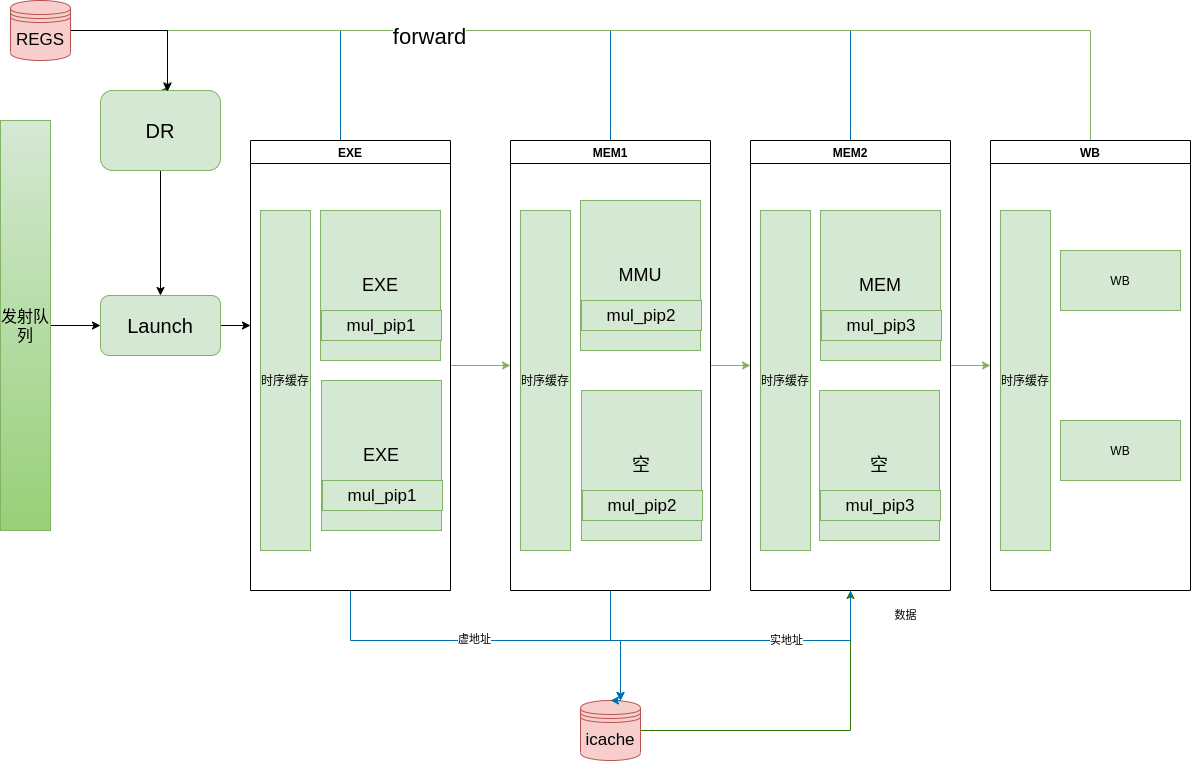 REGS
forward
DR
发射队
列
Launch
EXE
时序缓存
EXE
mul_pip1
EXE
mul_pip1
MEM1
时序缓存
MMU
mul_pip2
空
mul_pip2
MEM2
时序缓存
MEM
mul_pip3
空
mul_pip3
WB
时序缓存
WB
WB
虚地址
实地址
数据
icache